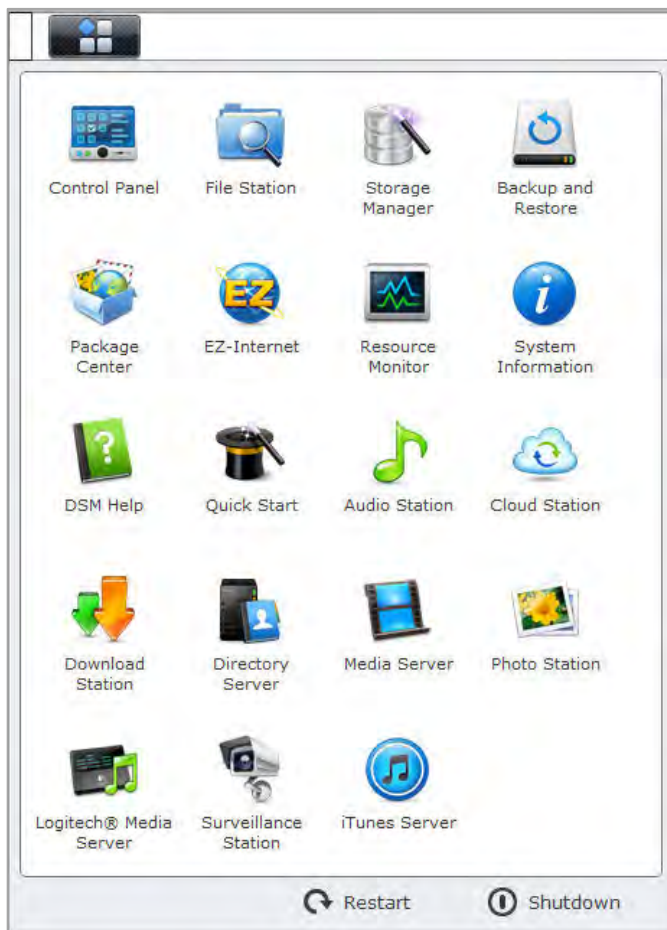 Control Panel
File Station
Storage
Manager
Backup and
Restore
Package
Center
EZ
EZ-Internet
Resource
Monitor
i
System
Information
?
DSM Help
Quick Start
Audio Station
Cloud Station
Download
Station
Directory
Server
Media Server
Photo Station
Logitech® Media
Server
Surveillance
Station
iTunes Server
Restart
Shutdown